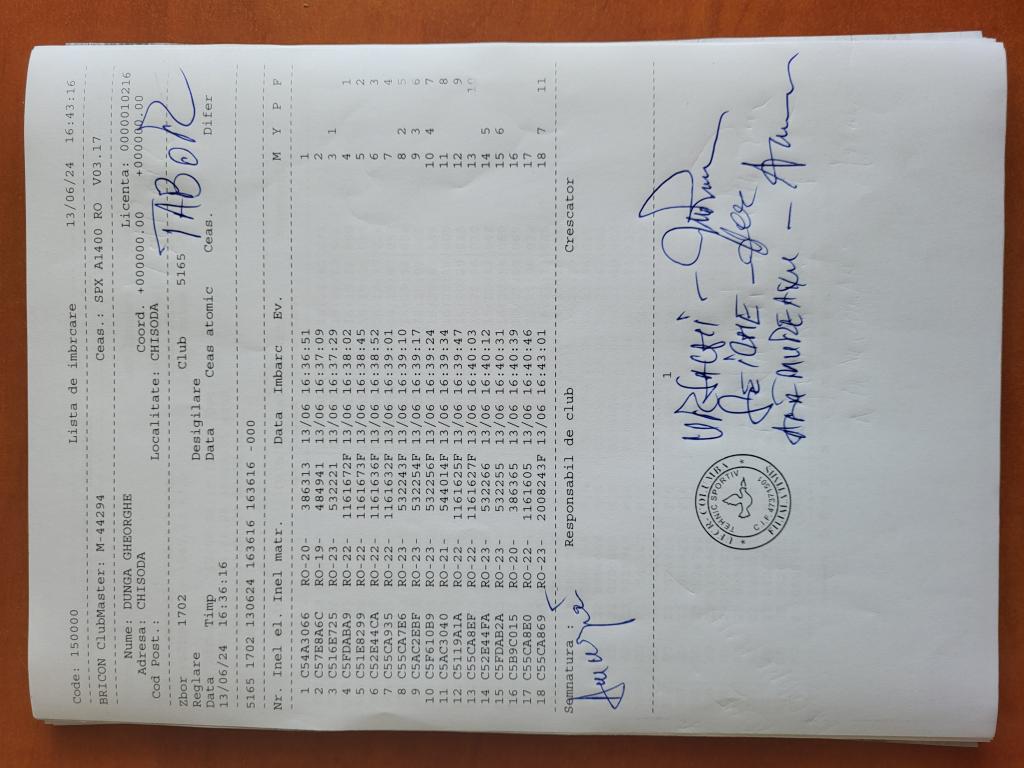 Code: 150000 Lista de imbrcare 13/06/24 16:43:16
BRICON ClubMaster: M-44294 Ceas.: SPX A1400 RO V03.17
Nume: DUNGA GHEORGHE Licenta: 0000010216
Adresa: CHISODA Coord. +000000.00 +000000.00
Cod Post.: Localitate: CHISODA
TABOR
Zbor 1702 Club 5165
Reglare Desigilare
Data Timp Data Ceas atomic Ceas. Difer
13/06/24 16:36:16
5165 1702 130624 163616 163616 -000
Nr. Inel el. Inel matr. Data Imbarc Ev. M Y P F
1 C54A3066 RO-20- 386313 13/06 16:36:51 1
2 C57E8A6C RO-19- 484941 13/06 16:37:09 2
3 C516E725 RO-23- 532221 13/06 16:37:29 3 1
4 C5FDABA9 RO-22- 1161672F 13/06 16:38:02 4 1
5 C51E8299 RO-22- 1161673F 13/06 16:38:45 5 2
6 C52E44CA RO-22- 1161636F 13/06 16:38:52 6 3
7 C55CA935 RO-22- 1161632F 13/06 16:39:01 7 4
8 C55CA7E6 RO-23- 532243F 13/06 16:39:10 8 2 5
9 C5AC2EBF RO-23- 532254F 13/06 16:39:17 9 3 6
10 C5F610B9 RO-23- 532256F 13/06 16:39:24 10 4 7
11 C5AC3040 RO-21- 544014F 13/06 16:39:34 11 8
12 C5119A1A RO-22- 1161625F 13/06 16:39:47 12 9
13 C55CA8EF RO-22- 1161627F 13/06 16:40:03 13 10
14 C52E44FA RO-23- 532266 13/06 16:40:12 14 5
15 C5FDAB2A RO-23- 532255 13/06 16:40:31 15 6
16 C5B9C015 RO-20- 386365 13/06 16:40:39 16
17 C55CA8E0 RO-22- 1161605 13/06 16:40:46 17
18 C55CA869 RO-23- 2008243F 13/06 16:43:01 18 7 11
Semnatura : Responsabil de club Crescator
1
TEHNIC SPORTIV